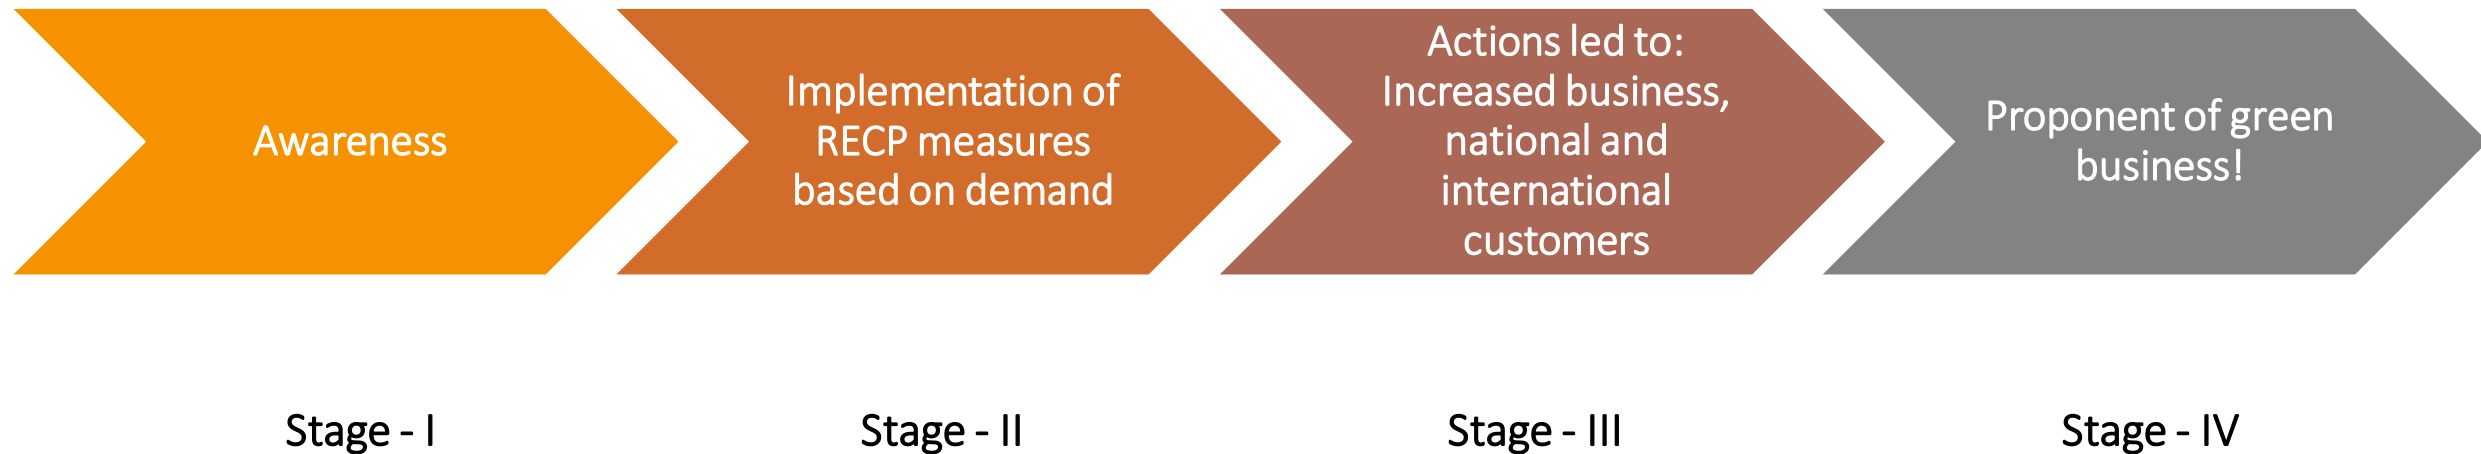 Awareness
Implementation of
RECP measures
based on demand
Actions led to:
Increased business,
national and
international
customers
Proponent of green
business!
Stage - I
Stage - II
Stage - III
Stage - IV